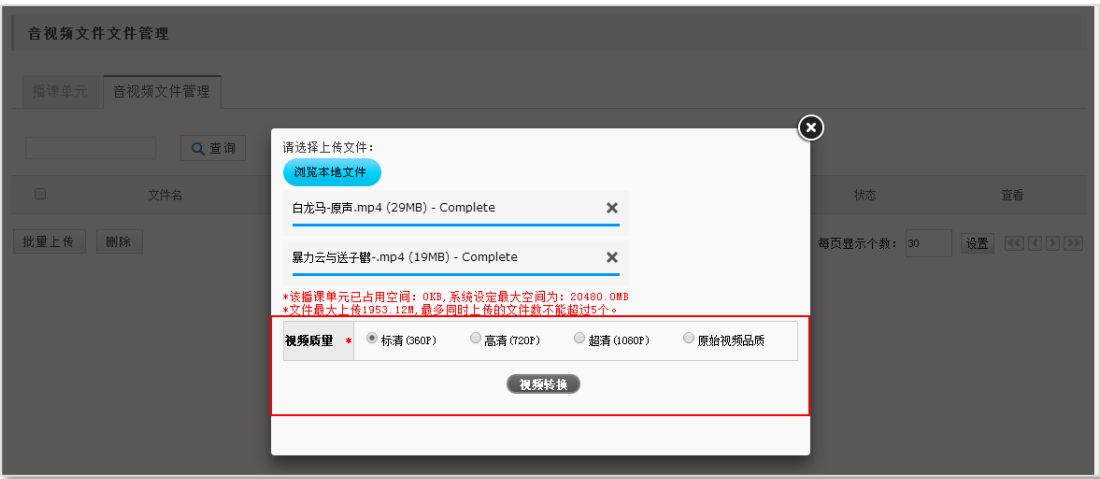 音视频文件文件管理
播课单元 音视频文件管理
查询
文件名 状态 查看
批量上传 删除 每页显示个数: 30 设置 << < > >>
请选择上传文件:
浏览本地文件
白龙马-原声.mp4 (29MB) - Complete
暴力云与送子鹳-.mp4 (19MB) - Complete
*该播课单元已占用空间: 0KB,系统设定最大空间为: 20480.0MB
*文件最大上传1953.12M,最多同时上传的文件数不能超过5个。
视频质量 * 标清(360P) 高清(720P) 超清(1080P) 原始视频品质
视频转换